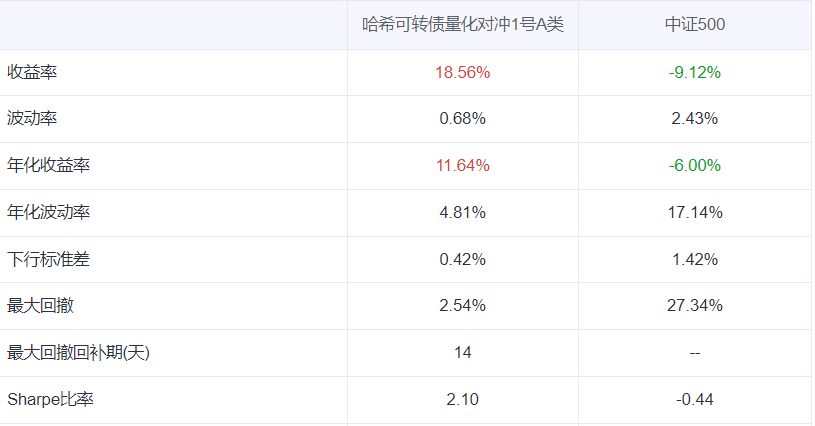 哈希可转债量化对冲1号A类 中证500
收益率 18.56% -9.12%
波动率 0.68% 2.43%
年化收益率 11.64% -6.00%
年化波动率 4.81% 17.14%
下行标准差 0.42% 1.42%
最大回撤 2.54% 27.34%
最大回撤回补期(天) 14 --
Sharpe比率 2.10 -0.44